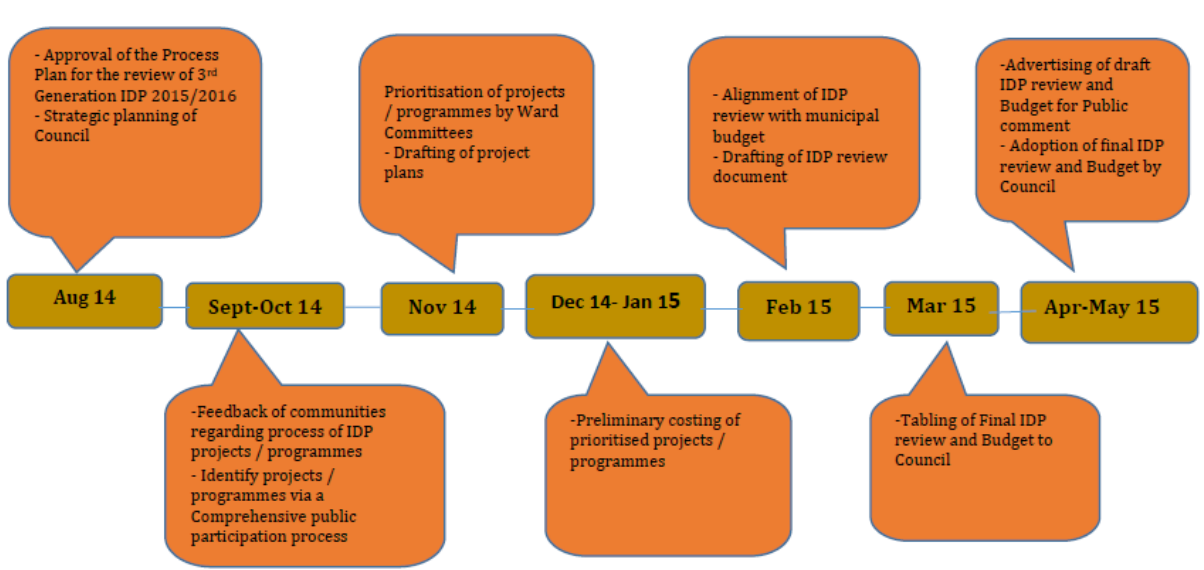 - Approval of the Process
Plan for the review of 3rd
Generation IDP 2015/2016
- Strategic planning of
Council
Prioritisation of projects
/ programmes by Ward
Committees
- Drafting of project
plans
- Alignment of IDP
review with municipal
budget
- Drafting of IDP review
document
-Advertising of draft
IDP review and
Budget for Public
comment
- Adoption of final IDP
review and Budget by
Council
Aug 14
Sept-Oct 14
Nov 14
Dec 14- Jan 15
Feb 15
Mar 15
Apr-May 15
-Feedback of communities
regarding process of IDP
projects / programmes
- Identify projects /
programmes via a
Comprehensive public
participation process
-Preliminary costing of
prioritised projects /
programmes
-Tabling of Final IDP
review and Budget to
Council